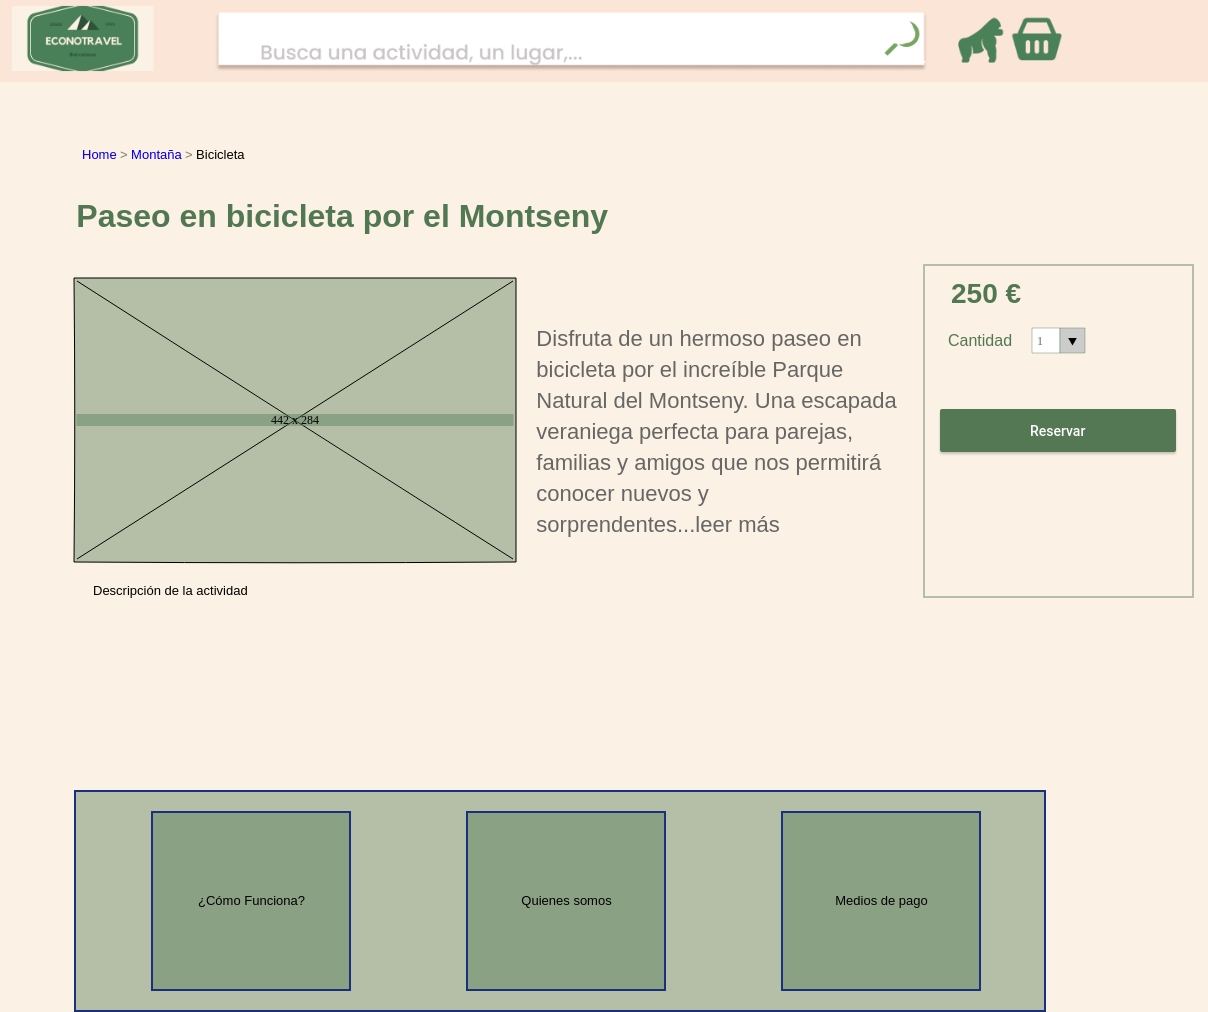 ECONOTRAVEL
Busca una actividad, un lugar,...
Home > Montaña > Bicicleta
Paseo en bicicleta por el Montseny
442 x 284
Disfruta de un hermoso paseo en
bicicleta por el increíble Parque
Natural del Montseny. Una escapada
veraniega perfecta para parejas,
familias y amigos que nos permitirá
conocer nuevos y
sorprendentes...leer más
250 €
Cantidad 1
Reservar
Descripción de la actividad
¿Cómo Funciona?
Quienes somos
Medios de pago